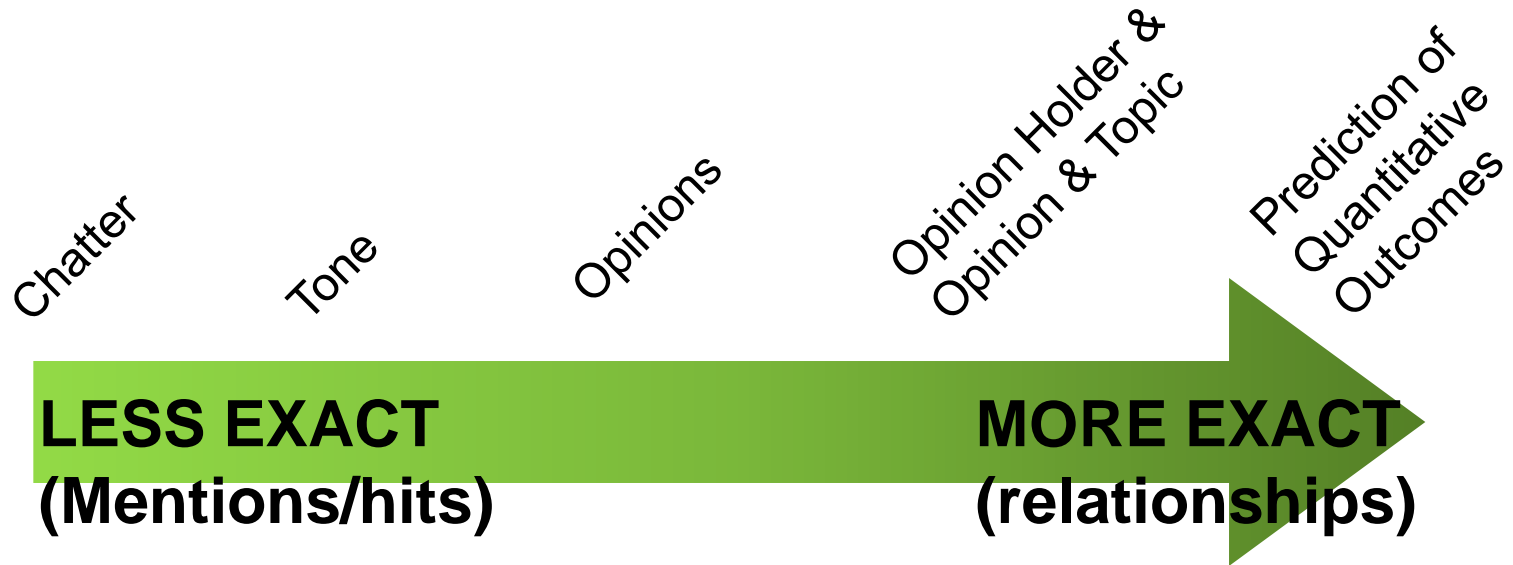 Chatter
Tone
Opinions
Opinion Holder &
Opinion & Topic
Prediction of
Quantitative
Outcomes
LESS EXACT
(Mentions/hits)
MORE EXACT
(relationships)